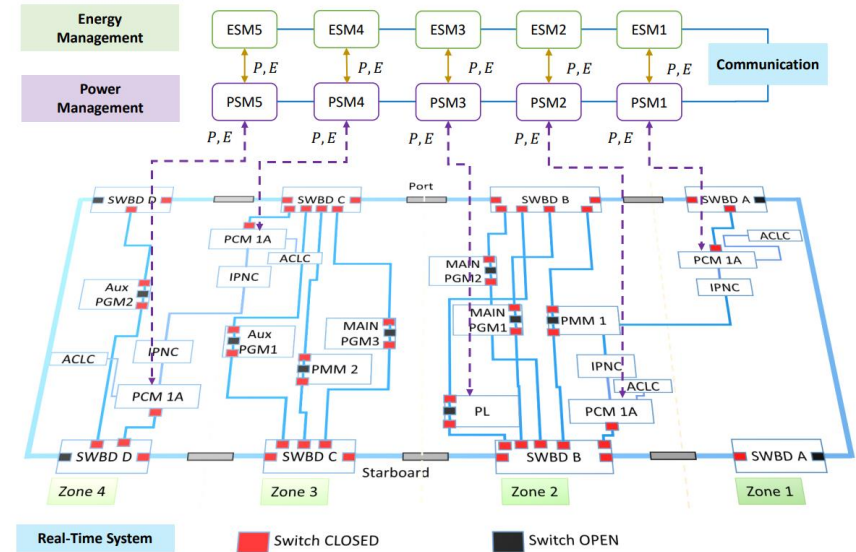 Energy
Management
ESM5
ESM4
ESM3
ESM2
ESM1
P, E
P, E
P, E
P, E
P, E
Communication
Power
Management
PSM5
PSM4
PSM3
PSM2
PSM1
P, E
P, E
P, E
P, E
P, E
Port
SWBD D
SWBD C
SWBD B
SWBD A
PCM 1A
ACLC
IPNC
ACLC
PCM 1A
IPNC
MAIN
PGM2
Aux
PGM2
MAIN
PGM1
PMM 1
Aux
PGM1
MAIN
PGM3
ACLC
IPNC
PMM 2
IPNC
ACLC
PCM 1A
PL
PCM 1A
SWBD D
SWBD C
SWBD B
SWBD A
Starboard
Zone 4
Zone 3
Zone 2
Zone 1
Real-Time System
Switch CLOSED
Switch OPEN